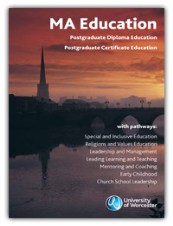 MA Education
Postgraduate Diploma Education
Postgraduate Certificate Education
with pathways:
Special and Inclusive Education
Religions and Values Education
Leadership and Management
Leading Learning and Teaching
Mentoring and Coaching
Early Childhood
Church School Leadership
University
of Worcester